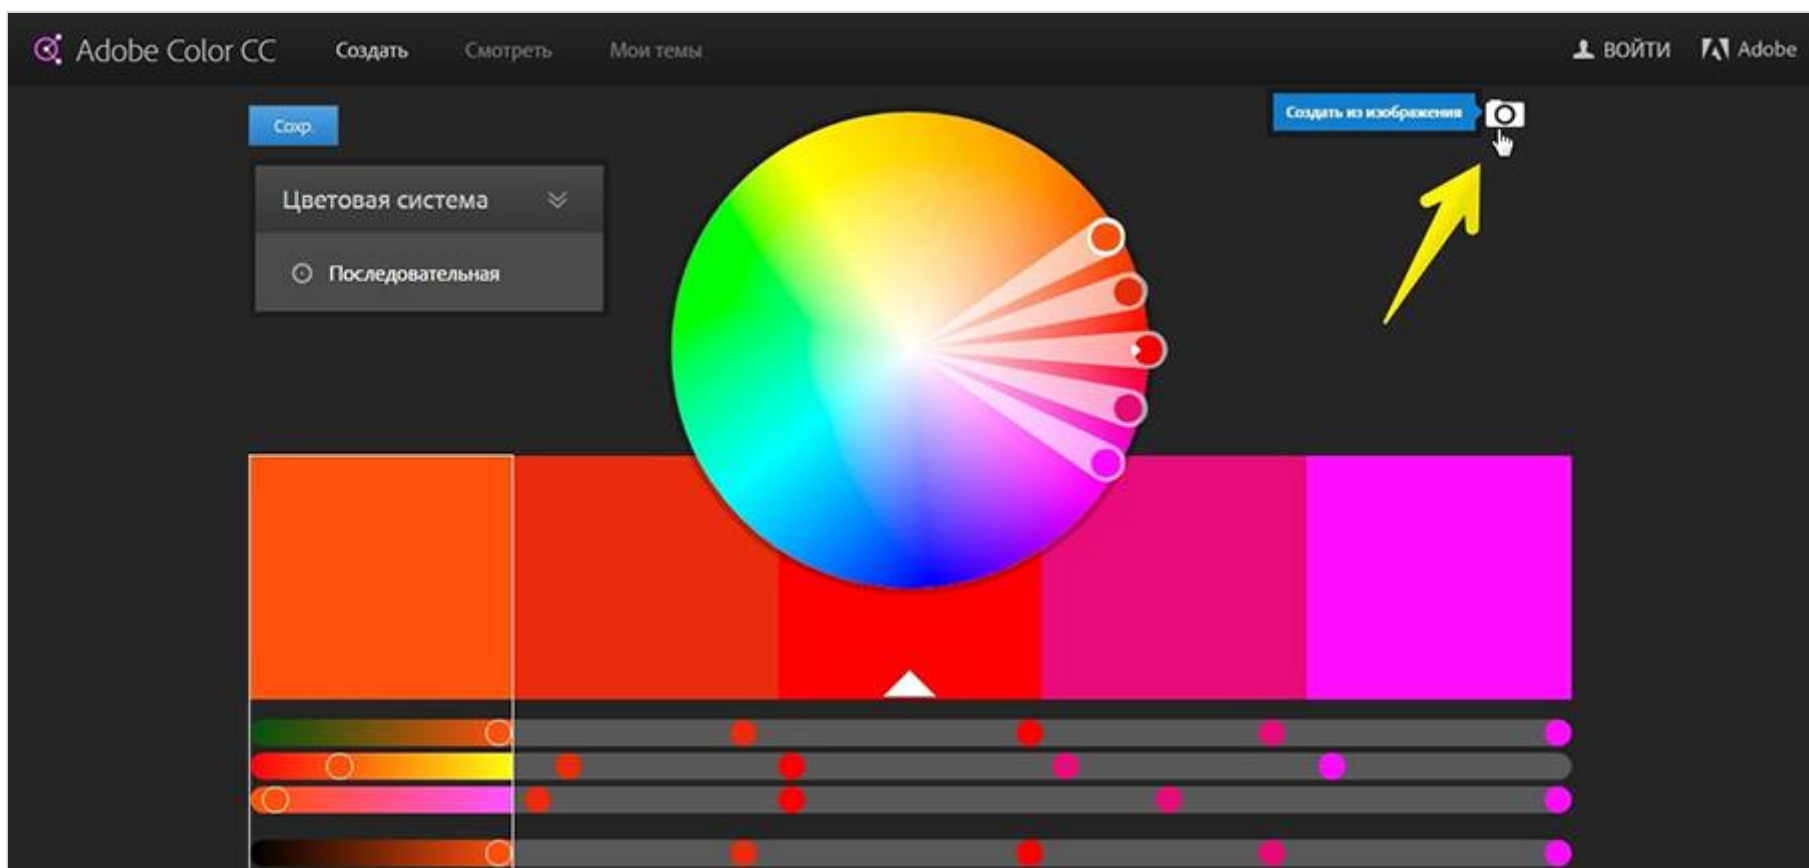 Adobe Color CC Создать Смотреть Мои темы ВОЙТИ Adobe
Сохр. Создать из изображения
Цветовая система
Последовательная